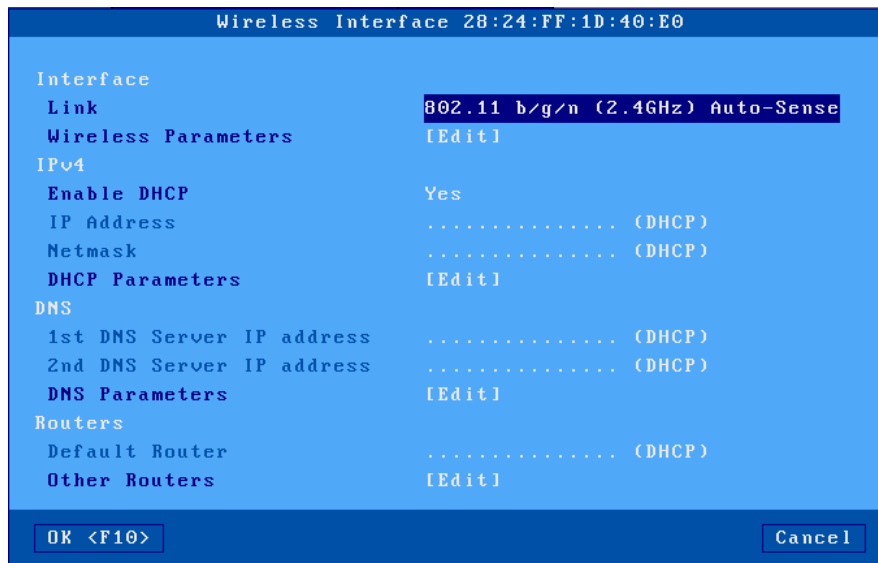 Wireless Interface 28:24:FF:1D:40:E0
Interface
Link 802.11 b/g/n (2.4GHz) Auto-Sense
Wireless Parameters [Edit]
IPv4
Enable DHCP Yes
IP Address ............... (DHCP)
Netmask ............... (DHCP)
DHCP Parameters [Edit]
DNS
1st DNS Server IP address ............... (DHCP)
2nd DNS Server IP address ............... (DHCP)
DNS Parameters [Edit]
Routers
Default Router ............... (DHCP)
Other Routers [Edit]
OK <F10> Cancel